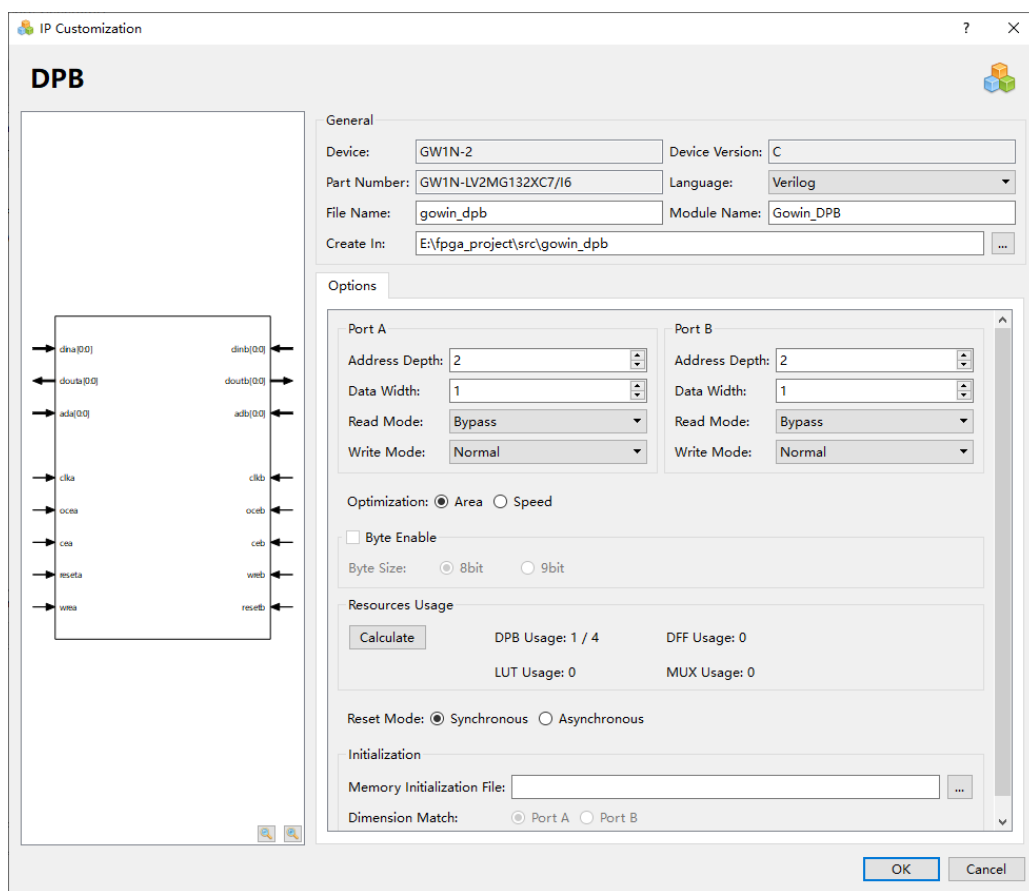 IP Customization ? ×
DPB
General
Device: GW1N-2 Device Version: C
Part Number: GW1N-LV2MG132XC7/I6 Language: Verilog
File Name: gowin_dpb Module Name: Gowin_DPB
Create In: E:\fpga_project\src\gowin_dpb ...
Options
dina[0:0] dinb[0:0]
douta[0:0] doutb[0:0]
ada[0:0] adb[0:0]
clka clkb
ocea oceb
cea ceb
reseta wreb
wrea resetb
Port A Port B
Address Depth: 2 Address Depth: 2
Data Width: 1 Data Width: 1
Read Mode: Bypass Read Mode: Bypass
Write Mode: Normal Write Mode: Normal
Optimization: Area Speed
Byte Enable
Byte Size: 8bit 9bit
Resources Usage
Calculate DPB Usage: 1 / 4 DFF Usage: 0
LUT Usage: 0 MUX Usage: 0
Reset Mode: Synchronous Asynchronous
Initialization
Memory Initialization File: ...
Dimension Match: Port A Port B
OK Cancel